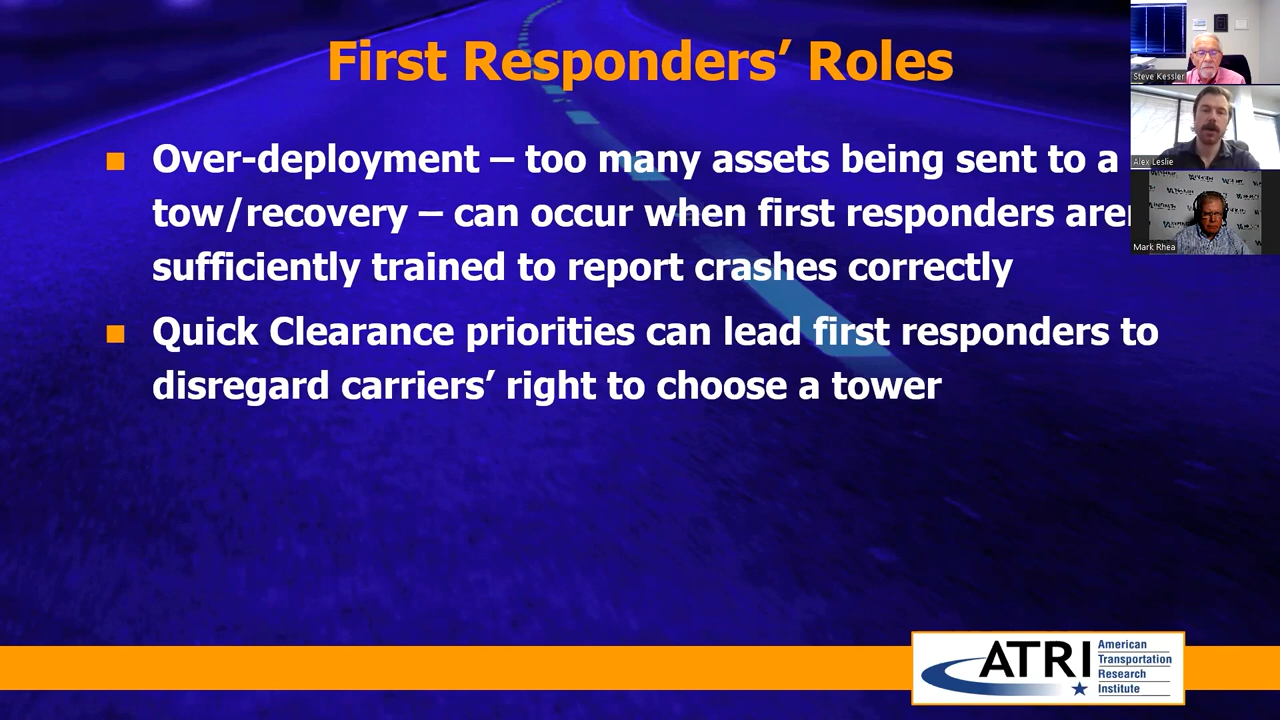 First Responders’ Roles
Over-deployment – too many assets being sent to a
tow/recovery – can occur when first responders
sufficiently trained to report crashes correctly
Quick Clearance priorities can lead first responders to
disregard carriers’ right to choose a tower
Steve Kessler
Alex Leslie
Mark Rhea
ATRI
American
Transportation
Research
Institute